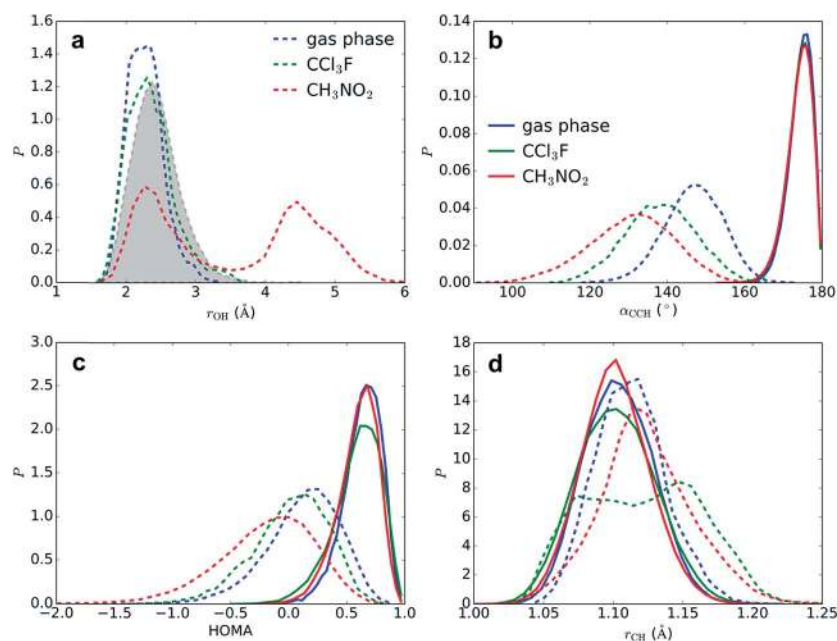 a
gas phase
CCl₃F
CH₃NO₂
P
1.6
1.4
1.2
1.0
0.8
0.6
0.4
0.2
0.0
1 2 3 4 5 6
r_OH (Å)
b
gas phase
CCl₃F
CH₃NO₂
P
0.14
0.12
0.10
0.08
0.06
0.04
0.02
0.00
100 120 140 160 180
α_CCH (°)
c
P
3.0
2.5
2.0
1.5
1.0
0.5
0.0
−2.0 −1.5 −1.0 −0.5 0.0 0.5 1.0
HOMA
d
P
18
16
14
12
10
8
6
4
2
0
1.00 1.05 1.10 1.15 1.20 1.25
r_CH (Å)